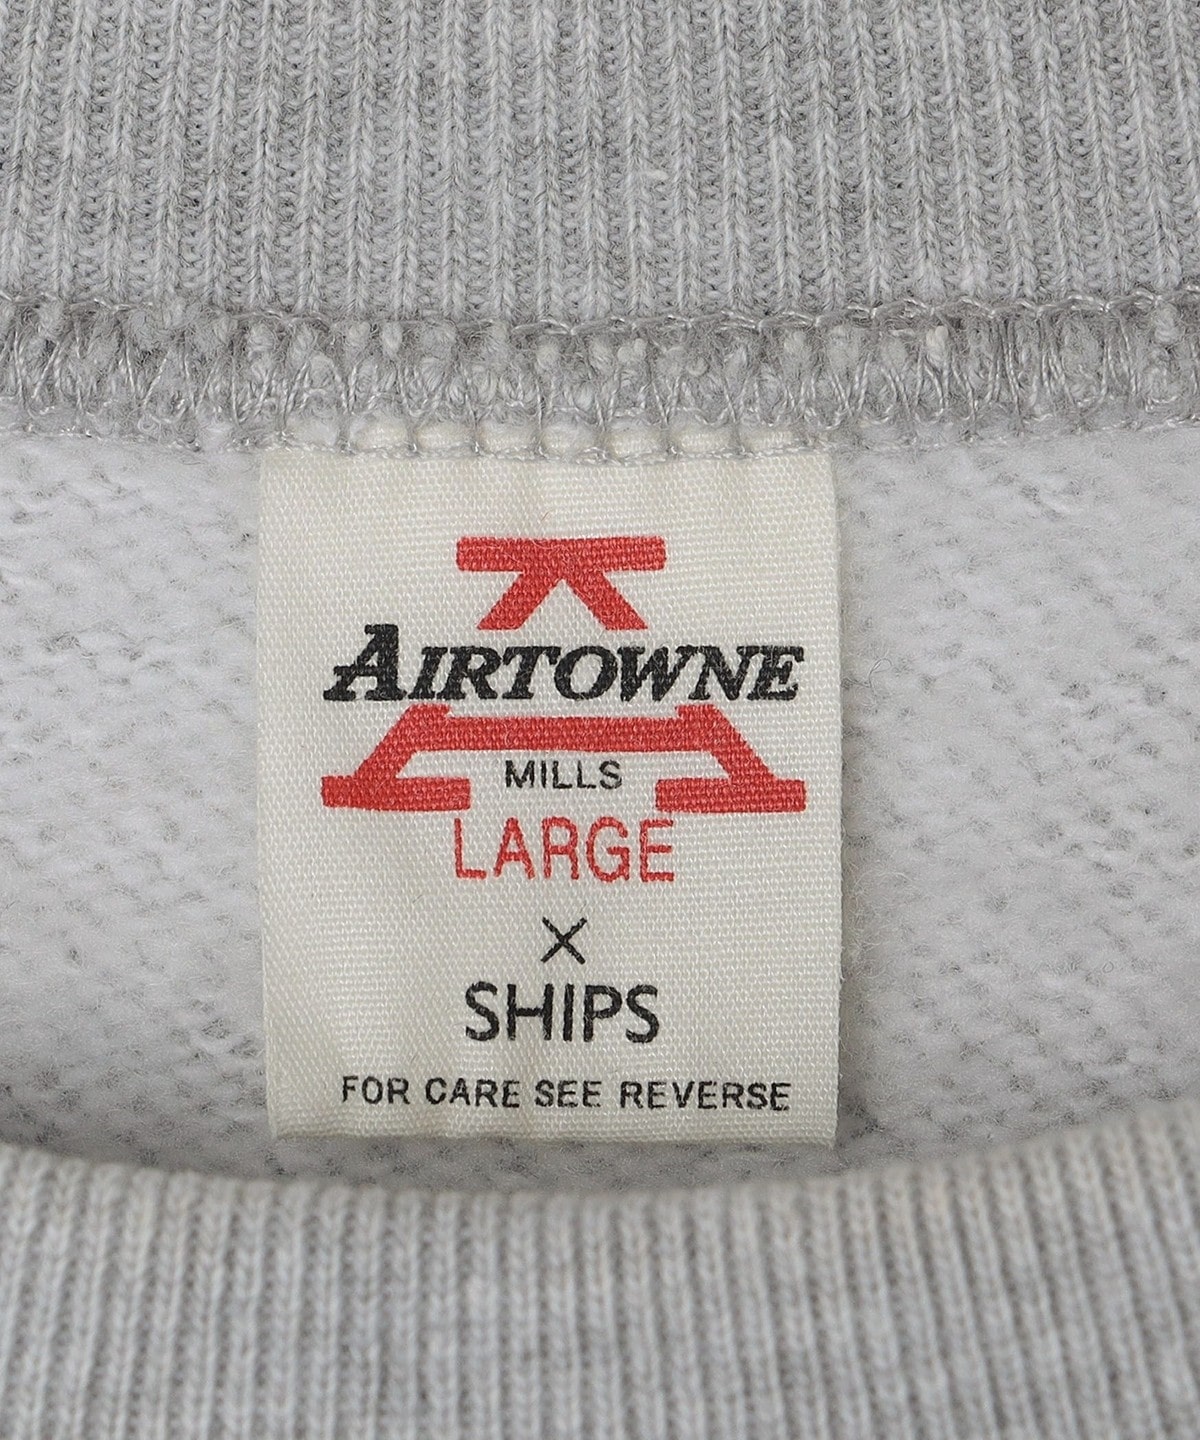 AIRTOWNE
MILLS
LARGE
×
SHIPS
FOR CARE SEE REVERSE